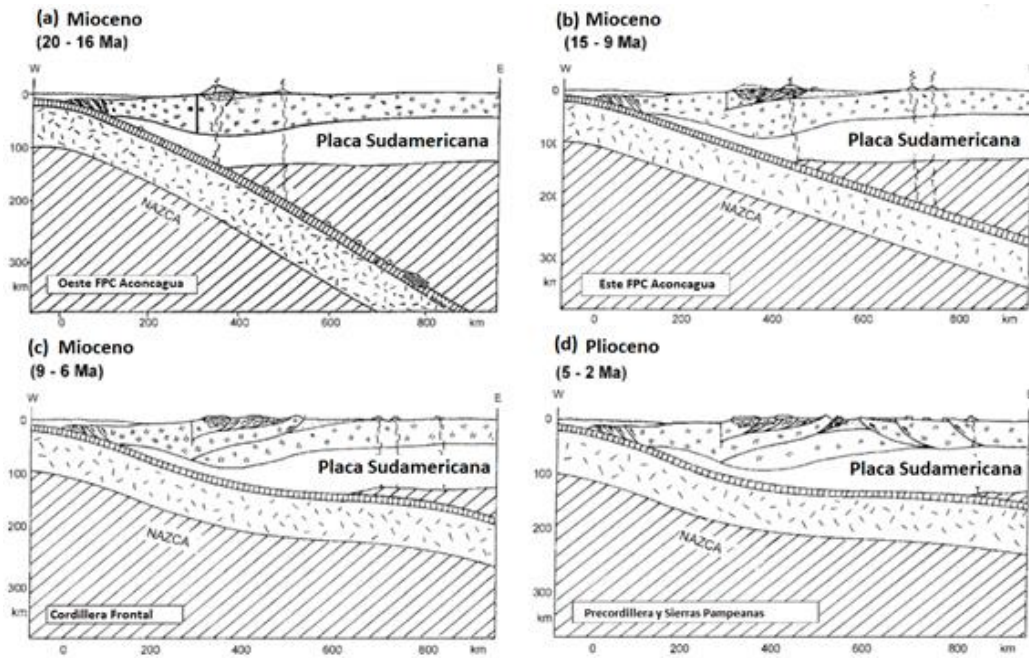 (a) Mioceno
(20 - 16 Ma)
W
E
0
100
200
300
km
Placa Sudamericana
NAZCA
Oeste FPC Aconcagua
0
200
400
600
800
km
(b) Mioceno
(15 - 9 Ma)
W
E
0
100
200
300
km
Placa Sudamericana
NAZCA
Este FPC Aconcagua
0
200
400
600
800
km
(c) Mioceno
(9 - 6 Ma)
W
E
0
100
200
300
km
Placa Sudamericana
NAZCA
Cordillera Frontal
0
200
400
600
800
km
(d) Plioceno
(5 - 2 Ma)
W
E
0
100
200
300
km
Placa Sudamericana
NAZCA
Precordillera y Sierras Pampeanas
0
200
400
600
800
km